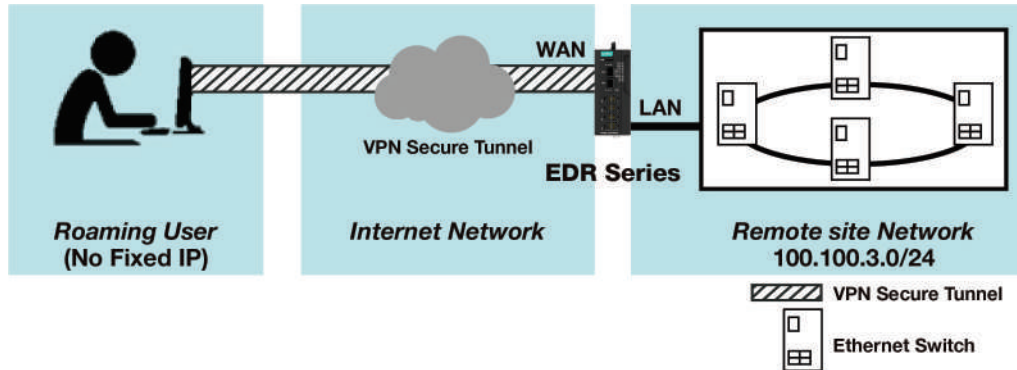 WAN
LAN
VPN Secure Tunnel
EDR Series
Roaming User
(No Fixed IP)
Internet Network
Remote site Network
100.100.3.0/24
VPN Secure Tunnel
Ethernet Switch